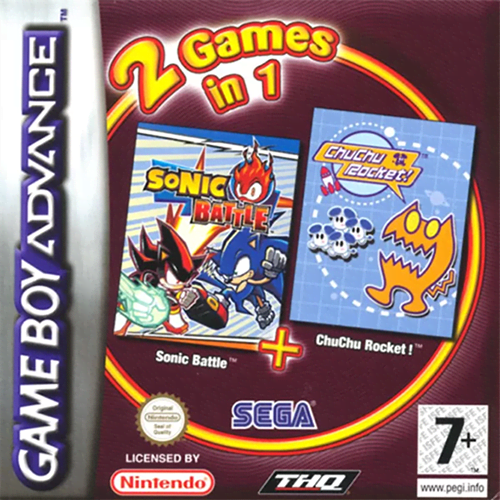 GAME BOY ADVANCE
2 Games
in 1
SONIC
BATTLE
ChuChu
Rocket!
Sonic Battle™
+
ChuChu Rocket!™
Original
Nintendo
Seal of
Quality
SEGA
LICENSED BY
Nintendo
THQ
7+
www.pegi.info